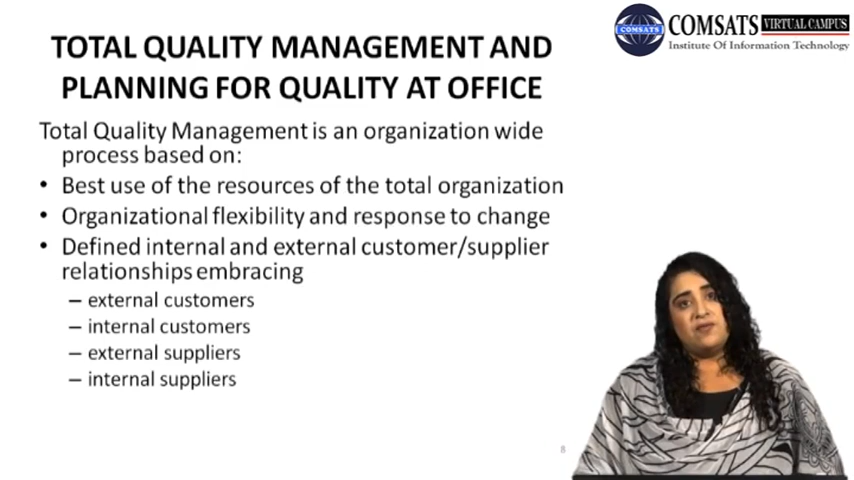 COMSATS
COMSATS VIRTUAL CAMPUS
Institute Of Information Technology
TOTAL QUALITY MANAGEMENT AND
PLANNING FOR QUALITY AT OFFICE
Total Quality Management is an organization wide
process based on:
• Best use of the resources of the total organization
• Organizational flexibility and response to change
• Defined internal and external customer/supplier
relationships embracing
– external customers
– internal customers
– external suppliers
– internal suppliers
8